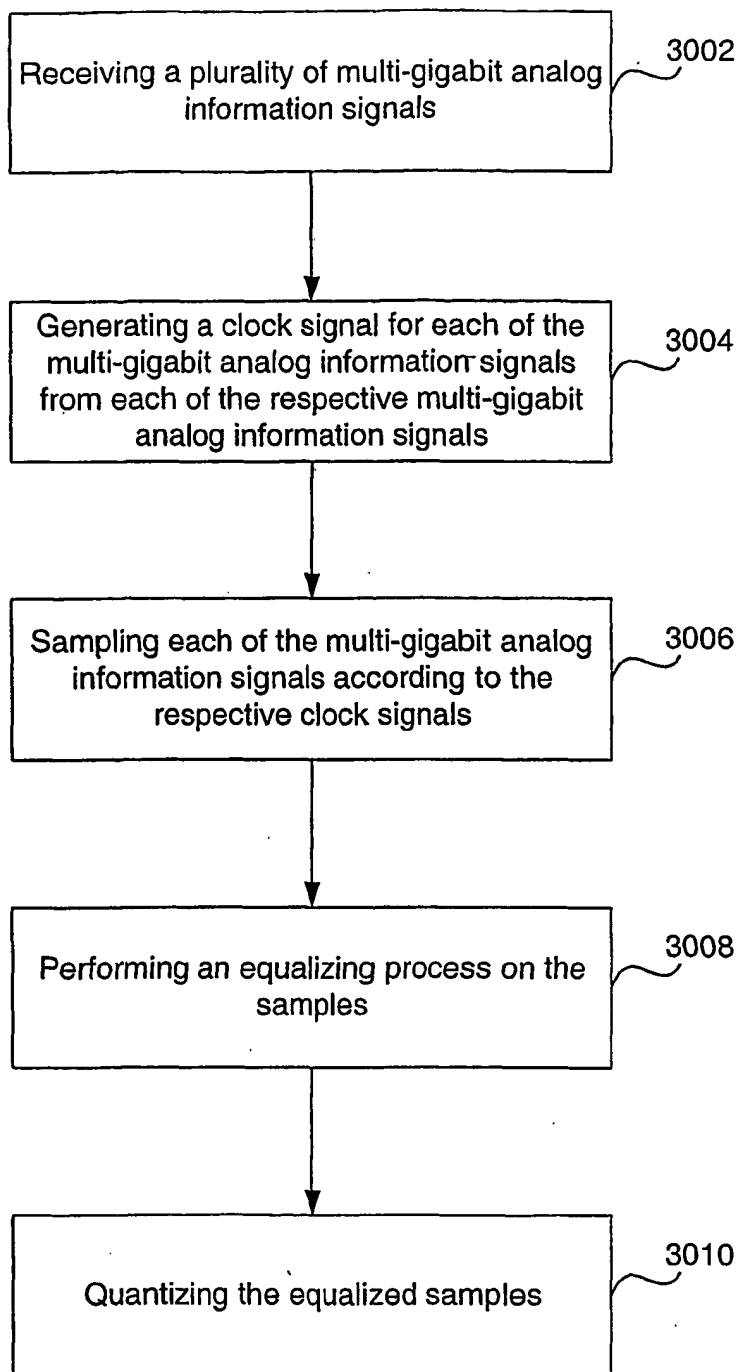 Receiving a plurality of multi-gigabit analog
information signals
3002
Generating a clock signal for each of the
multi-gigabit analog information signals
from each of the respective multi-gigabit
analog information signals
3004
Sampling each of the multi-gigabit analog
information signals according to the
respective clock signals
3006
Performing an equalizing process on the
samples
3008
Quantizing the equalized samples
3010